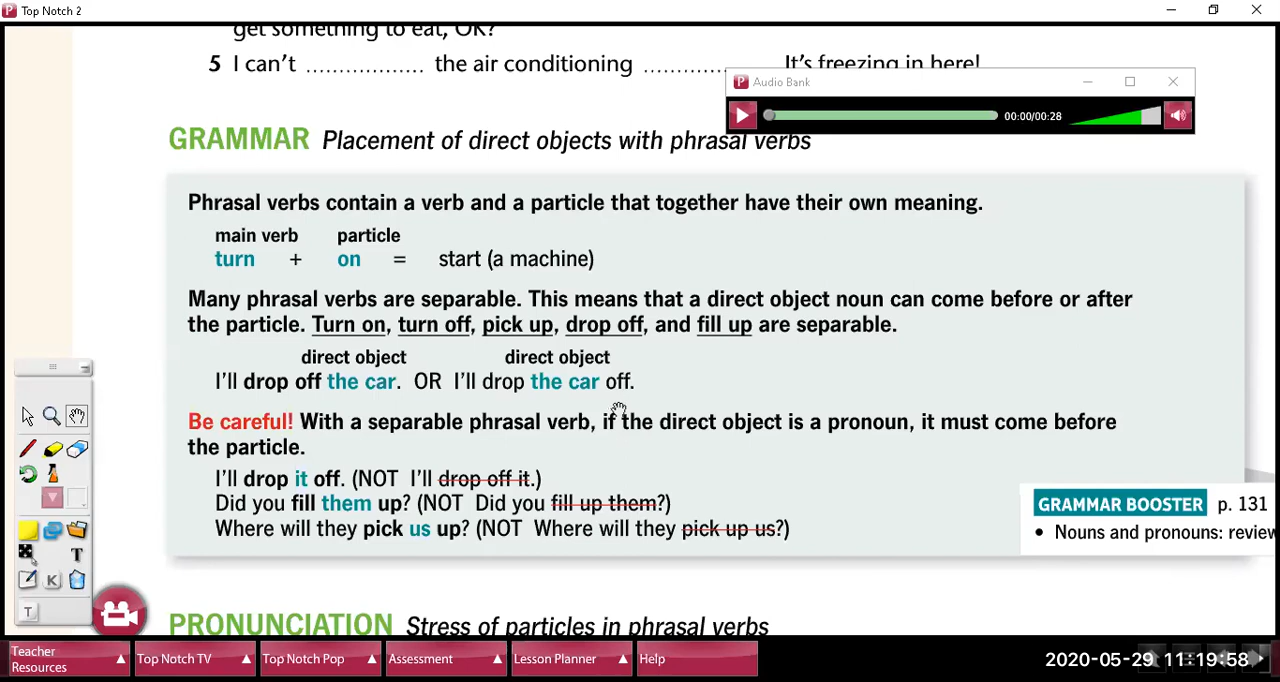 Top Notch 2
get something to eat, OK?
5 I can't .................. the air conditioning ............. It's freezing in here!
Audio Bank
00:00/00:28
GRAMMAR Placement of direct objects with phrasal verbs
Phrasal verbs contain a verb and a particle that together have their own meaning.
main verb particle
turn + on = start (a machine)
Many phrasal verbs are separable. This means that a direct object noun can come before or after
the particle. Turn on, turn off, pick up, drop off, and fill up are separable.
direct object direct object
I'll drop off the car. OR I'll drop the car off.
Be careful! With a separable phrasal verb, if the direct object is a pronoun, it must come before
the particle.
I'll drop it off. (NOT I'll drop off it.)
Did you fill them up? (NOT Did you fill up them?)
Where will they pick us up? (NOT Where will they pick up us?)
GRAMMAR BOOSTER p. 131
• Nouns and pronouns: review
T
K
T
PRONUNCIATION Stress of particles in phrasal verbs
Teacher
Resources
Top Notch TV
Top Notch Pop
Assessment
Lesson Planner
Help
2020-05-29 11:19:58